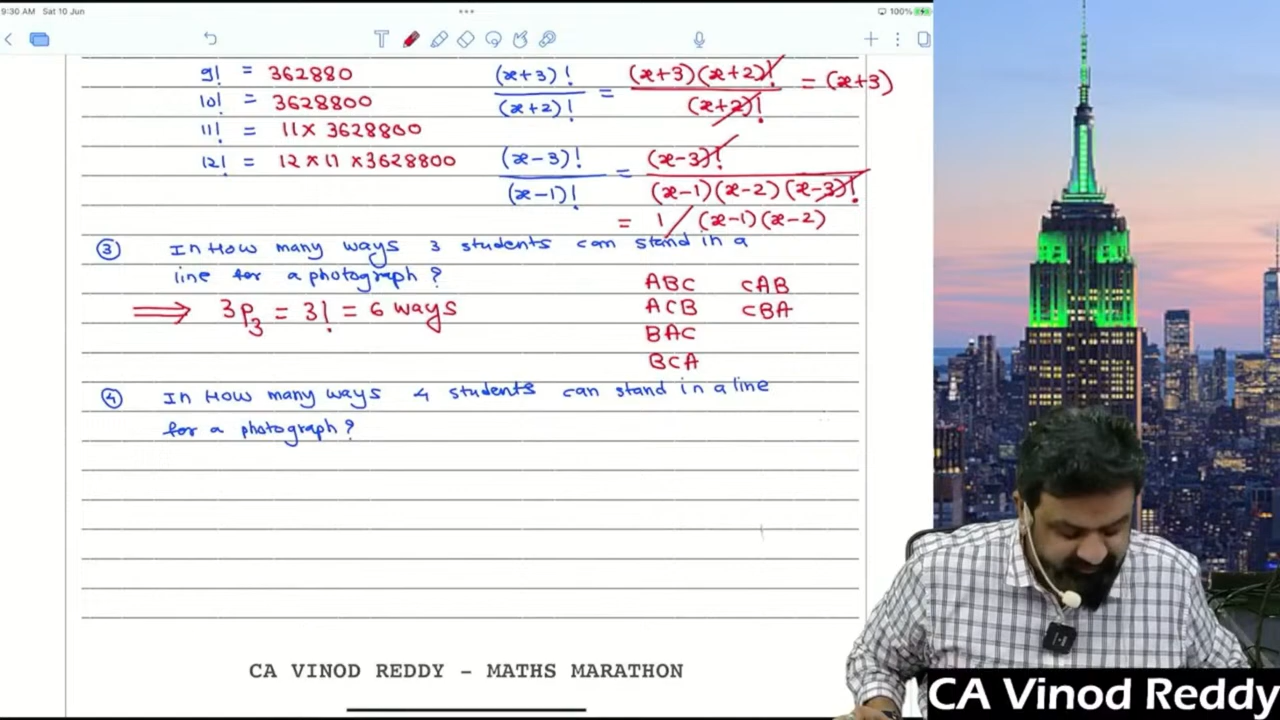 9:30 AM Sat 10 Jun
100%
9! = 362880
10! = 3628800
11! = 11 x 3628800
12! = 12 x 11 x 3628800
(x+3)! / (x+2)! = (x+3)(x+2)! / (x+2)! = (x+3)
(x-3)! / (x-1)! = (x-3)! / (x-1)(x-2)(x-3)!
= 1 / (x-1)(x-2)
③ In How many ways 3 students can stand in a
line for a photograph?
⟹ 3P₃ = 3! = 6 ways
ABC CAB
ACB CBA
BAC
BCA
④ In How many ways 4 students can stand in a line
for a photograph?
CA VINOD REDDY - MATHS MARATHON
CA Vinod Reddy